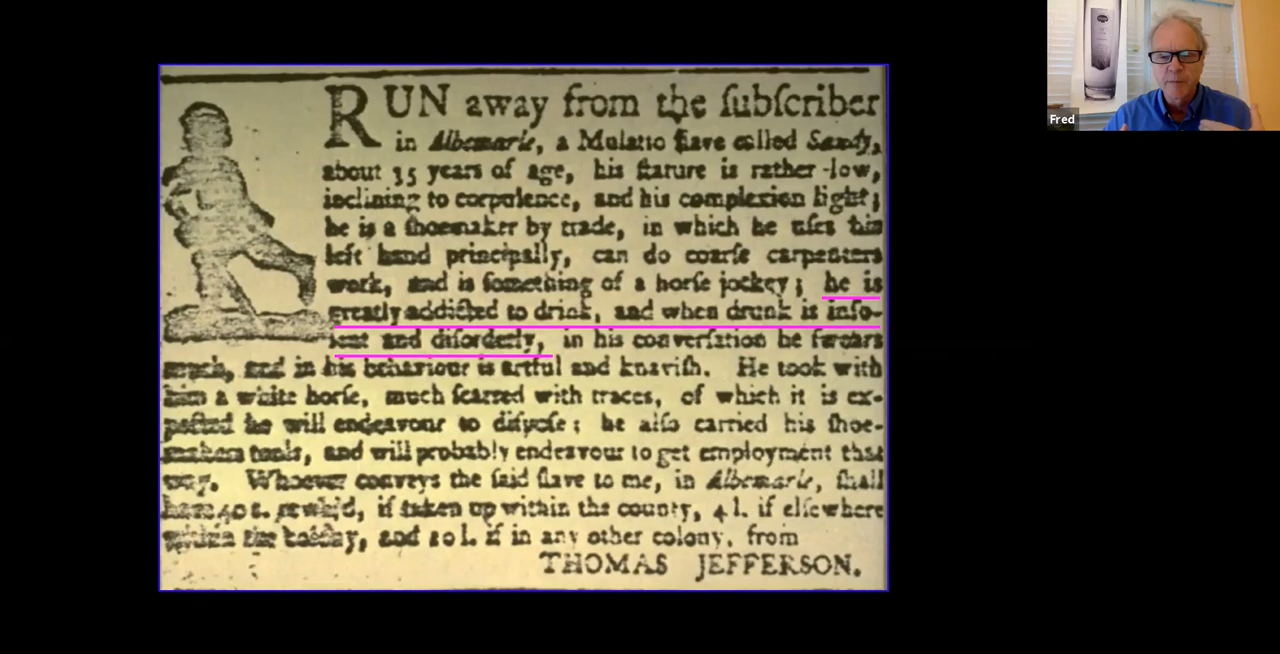 RUN away from the ſubſcriber
in Albemarle, a Mulatto ſlave called Sandy,
about 35 years of age, his ſtature is rather low,
inclining to corpulence, and his complexion light;
he is a ſhoemaker by trade, in which he uſes his
left hand principally, can do coarſe carpenters
work, and is ſomething of a horſe jockey; he is
greatly addicted to drink, and when drunk is inſo-
lent and diſorderly, in his converſation he ſwears
much, and in his behaviour is artful and knaviſh. He took with
him a white horſe, much ſcarred with traces, of which it is ex-
pected he will endeavour to diſpoſe; he alſo carried his ſhoe-
makers tools, and will probably endeavour to get employment that
way. Whoever conveys the ſaid ſlave to me, in Albemarle, ſhall
have 40 s. reward, if taken up within the county, 4 l. if elſewhere
within the colony, and 10 l. if in any other colony, from
THOMAS JEFFERSON.
Fred